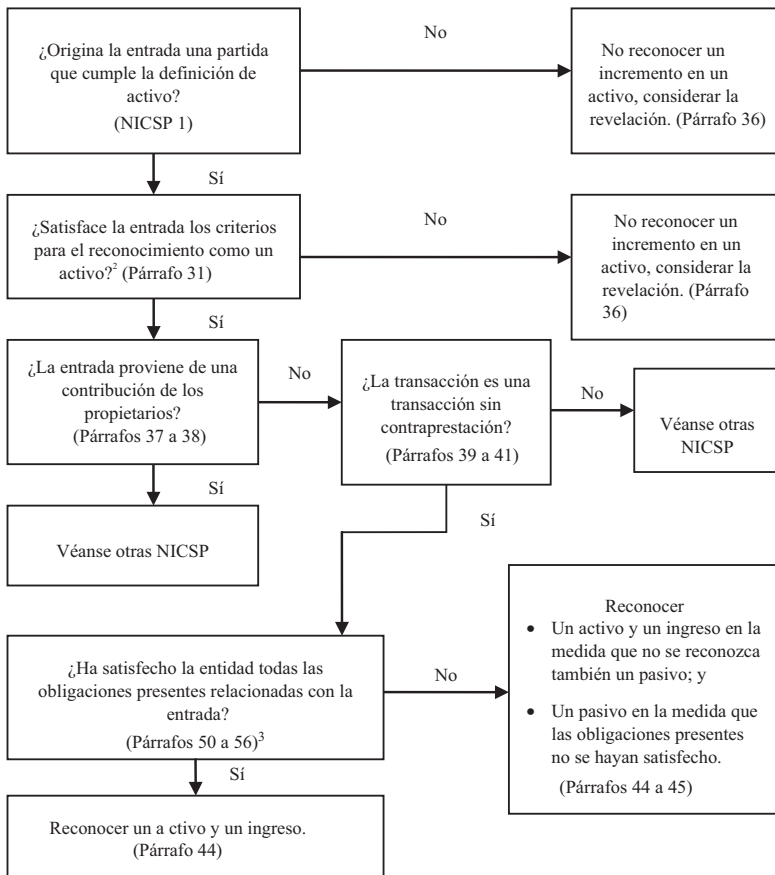 ¿Origina la entrada una partida
que cumple la definición de
activo?
(NICSP 1)
No
No reconocer un
incremento en un
activo, considerar la
revelación. (Párrafo 36)
Sí
¿Satisface la entrada los criterios
para el reconocimiento como un
activo?² (Párrafo 31)
No
No reconocer un
incremento en un
activo, considerar la
revelación. (Párrafo
36)
Sí
¿La entrada proviene de una
contribución de los
propietarios?
(Párrafos 37 a 38)
No
¿La transacción es una
transacción sin
contraprestación?
(Párrafos 39 a 41)
No
Véanse otras
NICSP
Sí
Véanse otras NICSP
Sí
¿Ha satisfecho la entidad todas las
obligaciones presentes relacionadas con la
entrada?
(Párrafos 50 a 56)³
No
Reconocer
• Un activo y un ingreso en la
medida que no se reconozca
también un pasivo; y
• Un pasivo en la medida que
las obligaciones presentes
no se hayan satisfecho.
(Párrafos 44 a 45)
Sí
Reconocer un a ctivo y un ingreso.
(Párrafo 44)